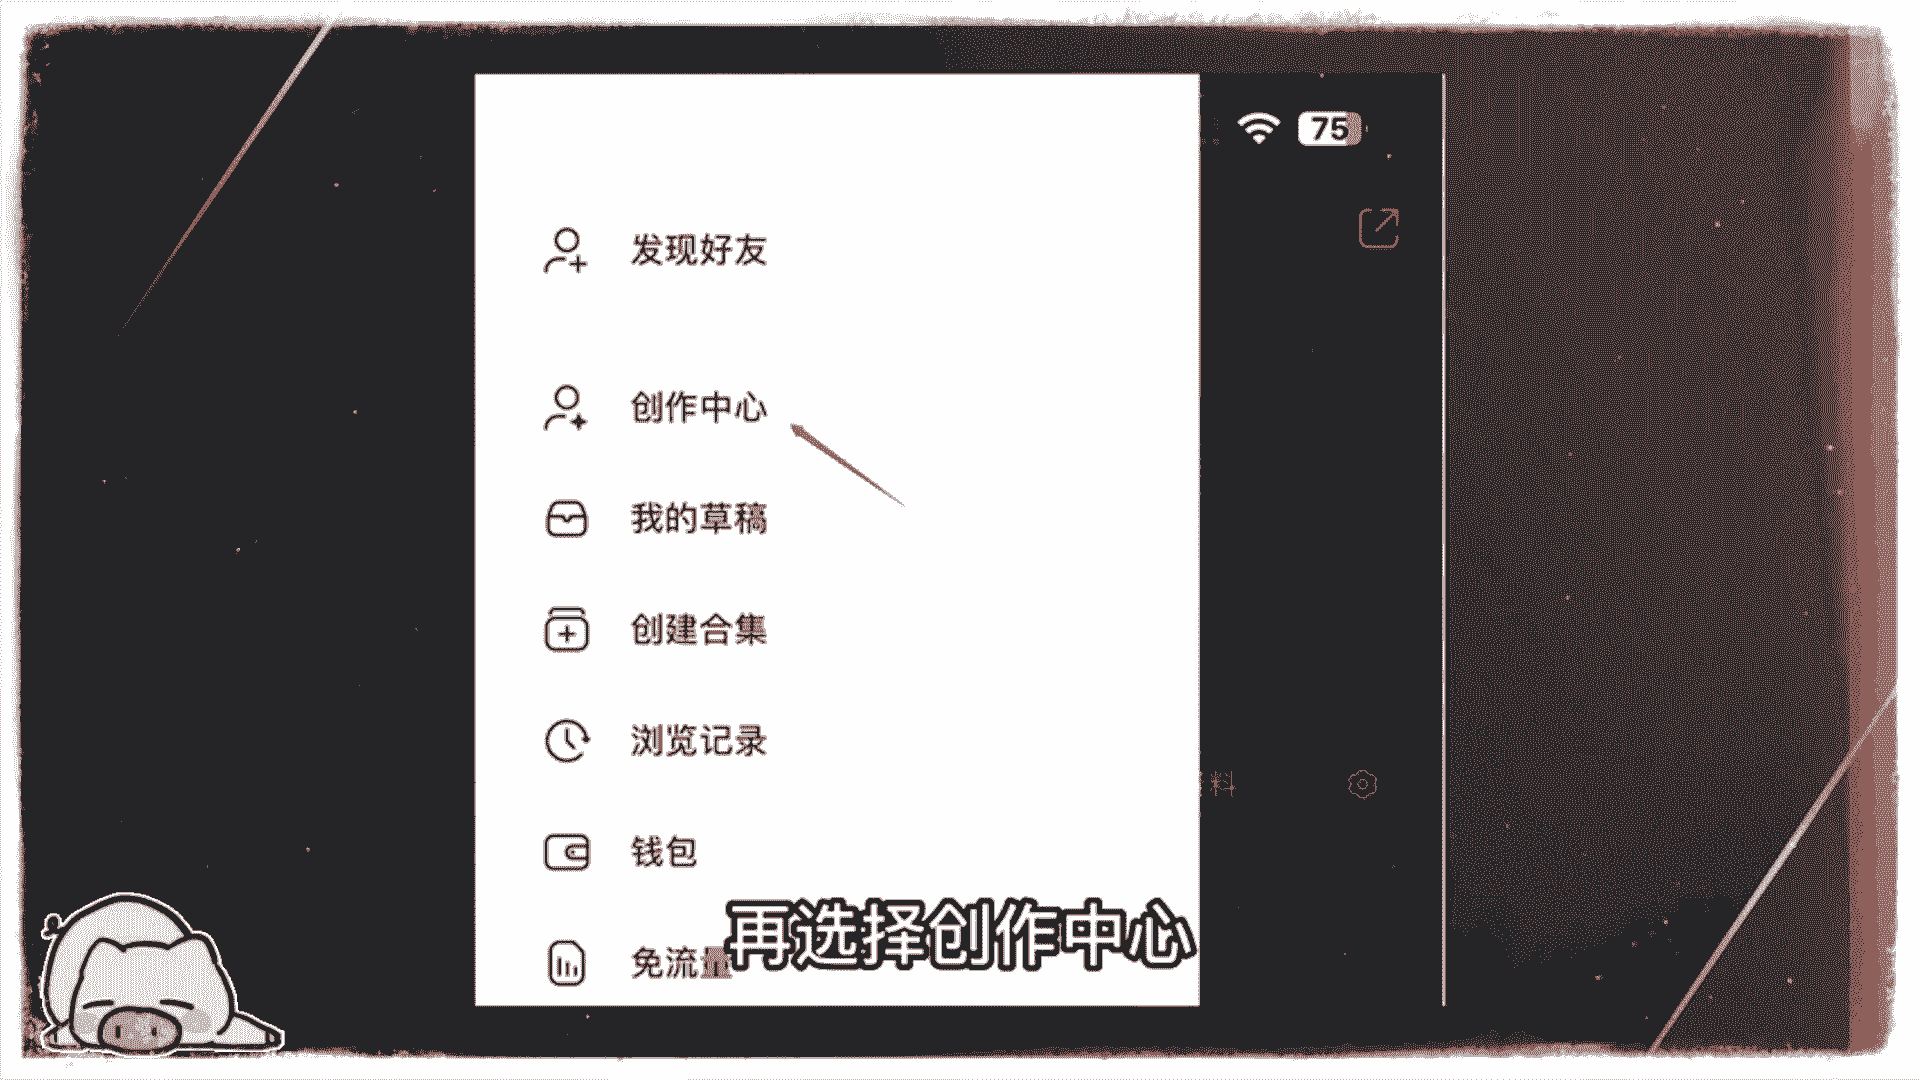 75
发现好友
创作中心
我的草稿
创建合集
浏览记录
料
钱包
免流量
再选择创作中心